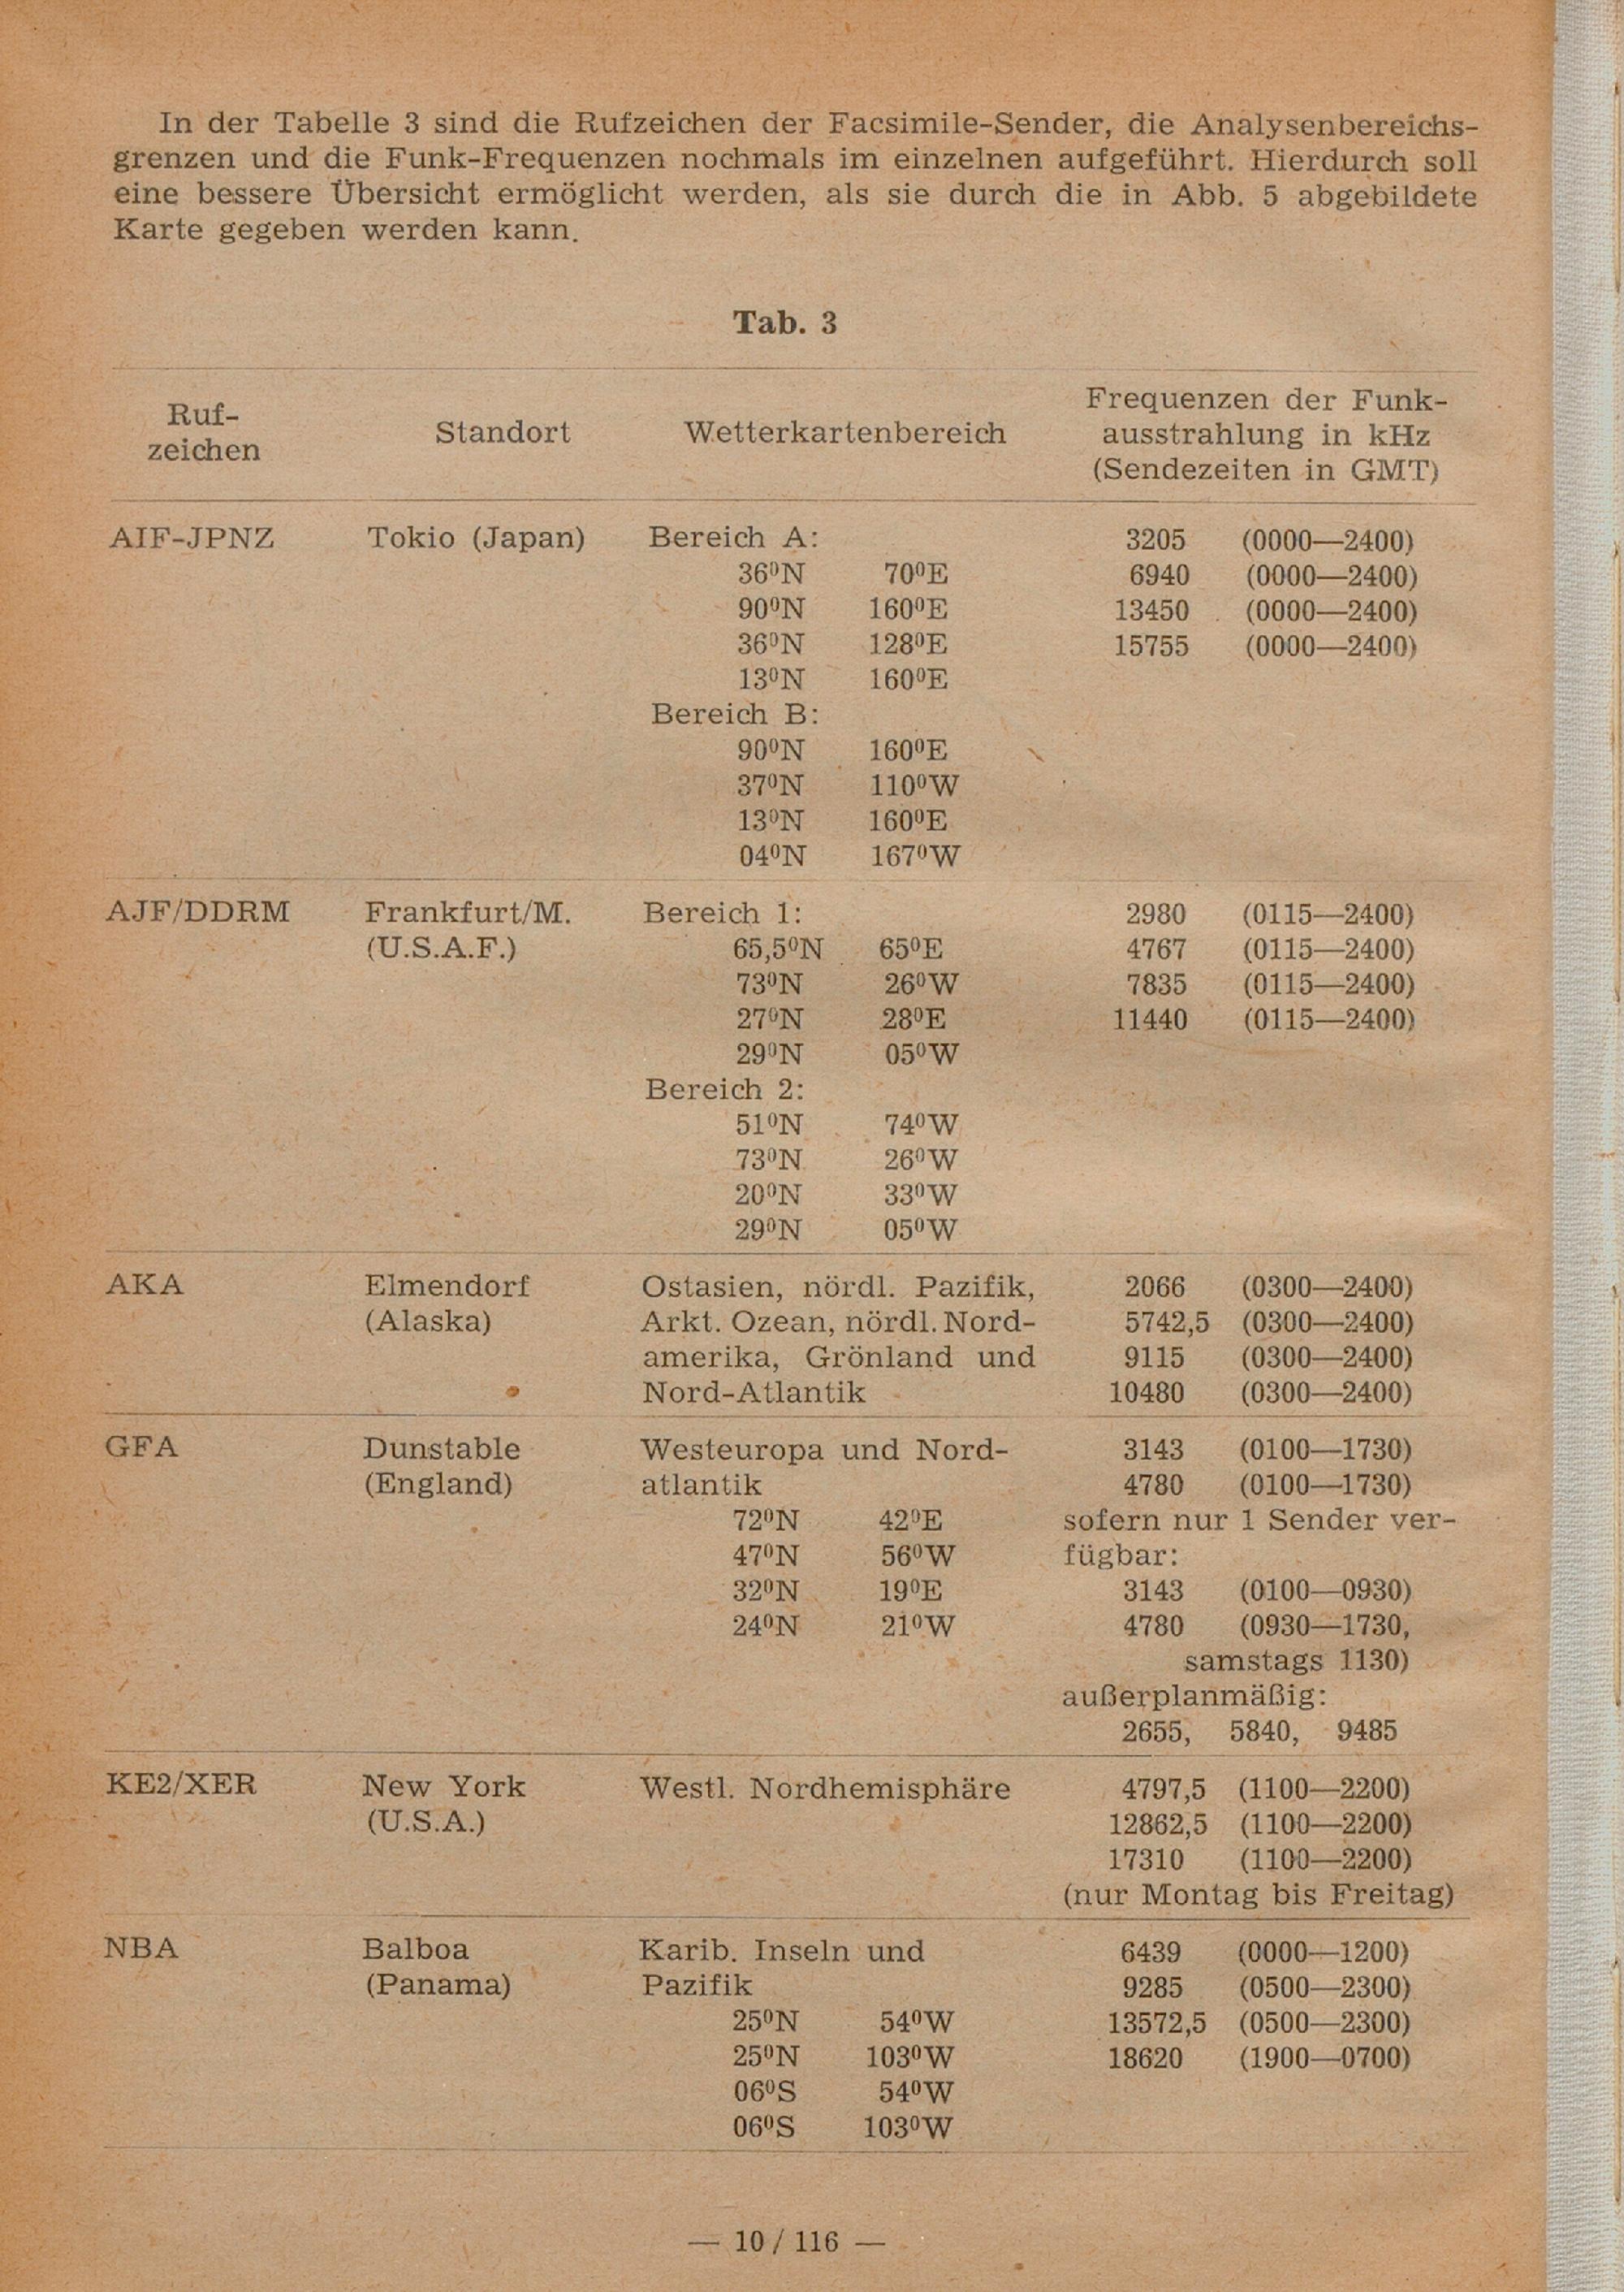 In der Tabelle 3 sind die Rufzeichen der Facsimile-Sender, die Analysenbereichs-
grenzen und die Funk-Frequenzen nochmals im einzelnen aufgeführt. Hierdurch soll
eine bessere Übersicht ermöglicht werden, als sie durch die in Abb. 5 abgebildete
Karte gegeben werden kann.
Tab. 3
Ruf-
zeichen
Standort
Wetterkartenbereich
Frequenzen der Funk-
ausstrahlung in kHz
(Sendezeiten in GMT)
AIF-JPNZ Tokio (Japan) Bereich A: 3205 (0000—2400)
36⁰N 70⁰E 6940 (0000—2400)
90⁰N 160⁰E 13450 (0000—2400)
36⁰N 128⁰E 15755 (0000—2400)
13⁰N 160⁰E
Bereich B:
90⁰N 160⁰E
37⁰N 110⁰W
13⁰N 160⁰E
04⁰N 167⁰W
AJF/DDRM Frankfurt/M. Bereich 1: 2980 (0115—2400)
(U.S.A.F.) 65,5⁰N 65⁰E 4767 (0115—2400)
73⁰N 26⁰W 7835 (0115—2400)
27⁰N 28⁰E 11440 (0115—2400)
29⁰N 05⁰W
Bereich 2:
51⁰N 74⁰W
73⁰N 26⁰W
20⁰N 33⁰W
29⁰N 05⁰W
AKA Elmendorf Ostasien, nördl. Pazifik, 2066 (0300—2400)
(Alaska) Arkt. Ozean, nördl. Nord- 5742,5 (0300—2400)
amerika, Grönland und 9115 (0300—2400)
Nord-Atlantik 10480 (0300—2400)
GFA Dunstable Westeuropa und Nord- 3143 (0100—1730)
(England) atlantik 4780 (0100—1730)
72⁰N 42⁰E sofern nur 1 Sender ver-
47⁰N 56⁰W fügbar:
32⁰N 19⁰E 3143 (0100—0930)
24⁰N 21⁰W 4780 (0930—1730,
samstags 1130)
außerplanmäßig:
2655, 5840, 9485
KE2/XER New York Westl. Nordhemisphäre 4797,5 (1100—2200)
(U.S.A.) 12862,5 (1100—2200)
17310 (1100—2200)
(nur Montag bis Freitag)
NBA Balboa Karib. Inseln und 6439 (0000—1200)
(Panama) Pazifik 9285 (0500—2300)
25⁰N 54⁰W 13572,5 (0500—2300)
25⁰N 103⁰W 18620 (1900—0700)
06⁰S 54⁰W
06⁰S 103⁰W
— 10 / 116 —